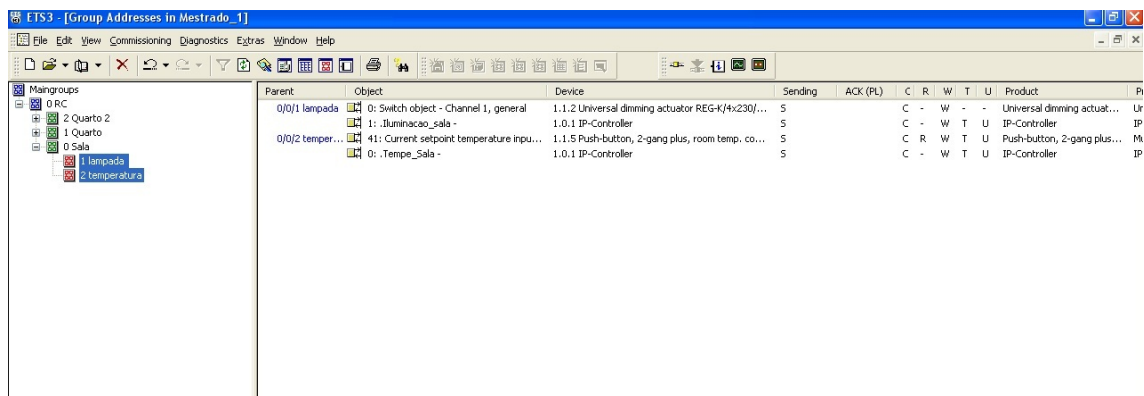 ETS3 - [Group Addresses in Mestrado_1]
File Edit View Commissioning Diagnostics Extras Window Help
Maingroups
0 RC
2 Quarto 2
1 Quarto
0 Sala
1 lampada
2 temperatura
Parent Object Device Sending ACK (PL) C R W T U Product Pr
0/0/1 lampada 0: Switch object - Channel 1, general 1.1.2 Universal dimming actuator REG-K/4x230/... S C - W - - Universal dimming actuat... Ur
1: .Iluminacao_sala - 1.0.1 IP-Controller S C - W T U IP-Controller IP
0/0/2 temper... 41: Current setpoint temperature inpu... 1.1.5 Push-button, 2-gang plus, room temp. co... S C R W T U Push-button, 2-gang plus... Mu
0: .Tempe_Sala - 1.0.1 IP-Controller S C - W T U IP-Controller IP